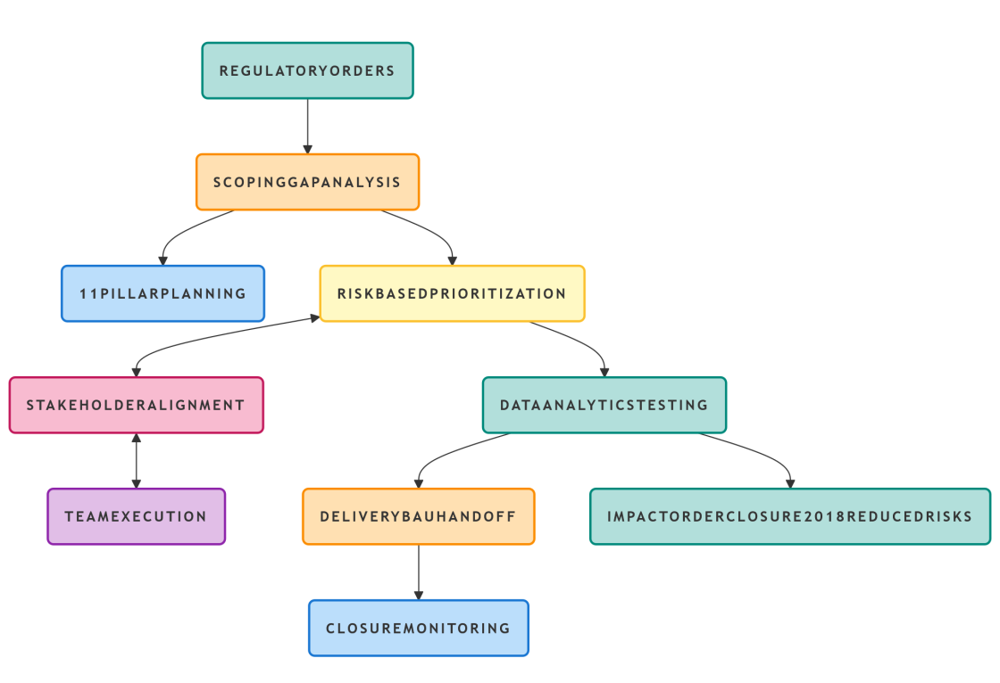 REGULATORYORDERS
SCOPINGGAPANALYSIS
11PILLARPLANNING
RISKBASEDPRIORITIZATION
STAKEHOLDERALIGNMENT
DATAANALYTICSTESTING
TEAMEXECUTION
DELIVERYBAUHANDOFF
IMPACTORDERCLOSURE2018REDUCEDRISKS
CLOSUREMONITORING